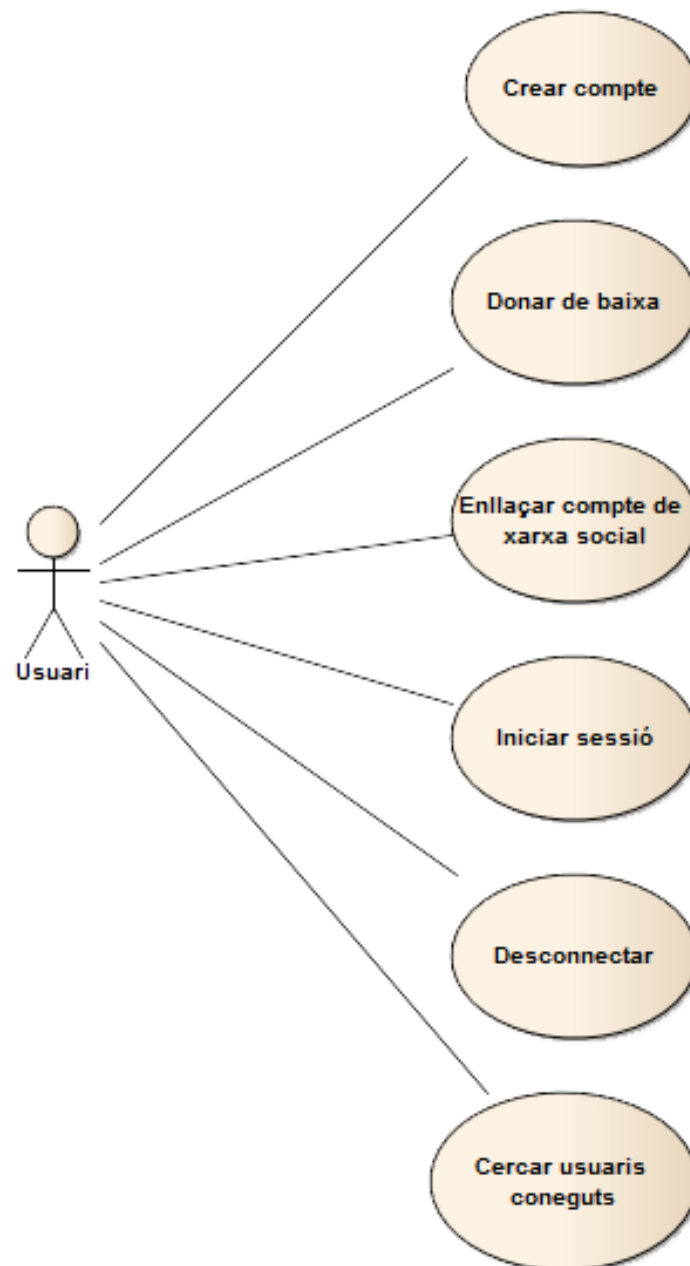 Crear compte
Donar de baixa
Enllaçar compte de
xarxa social
Usuari
Iniciar sessió
Desconnectar
Cercar usuaris
coneguts